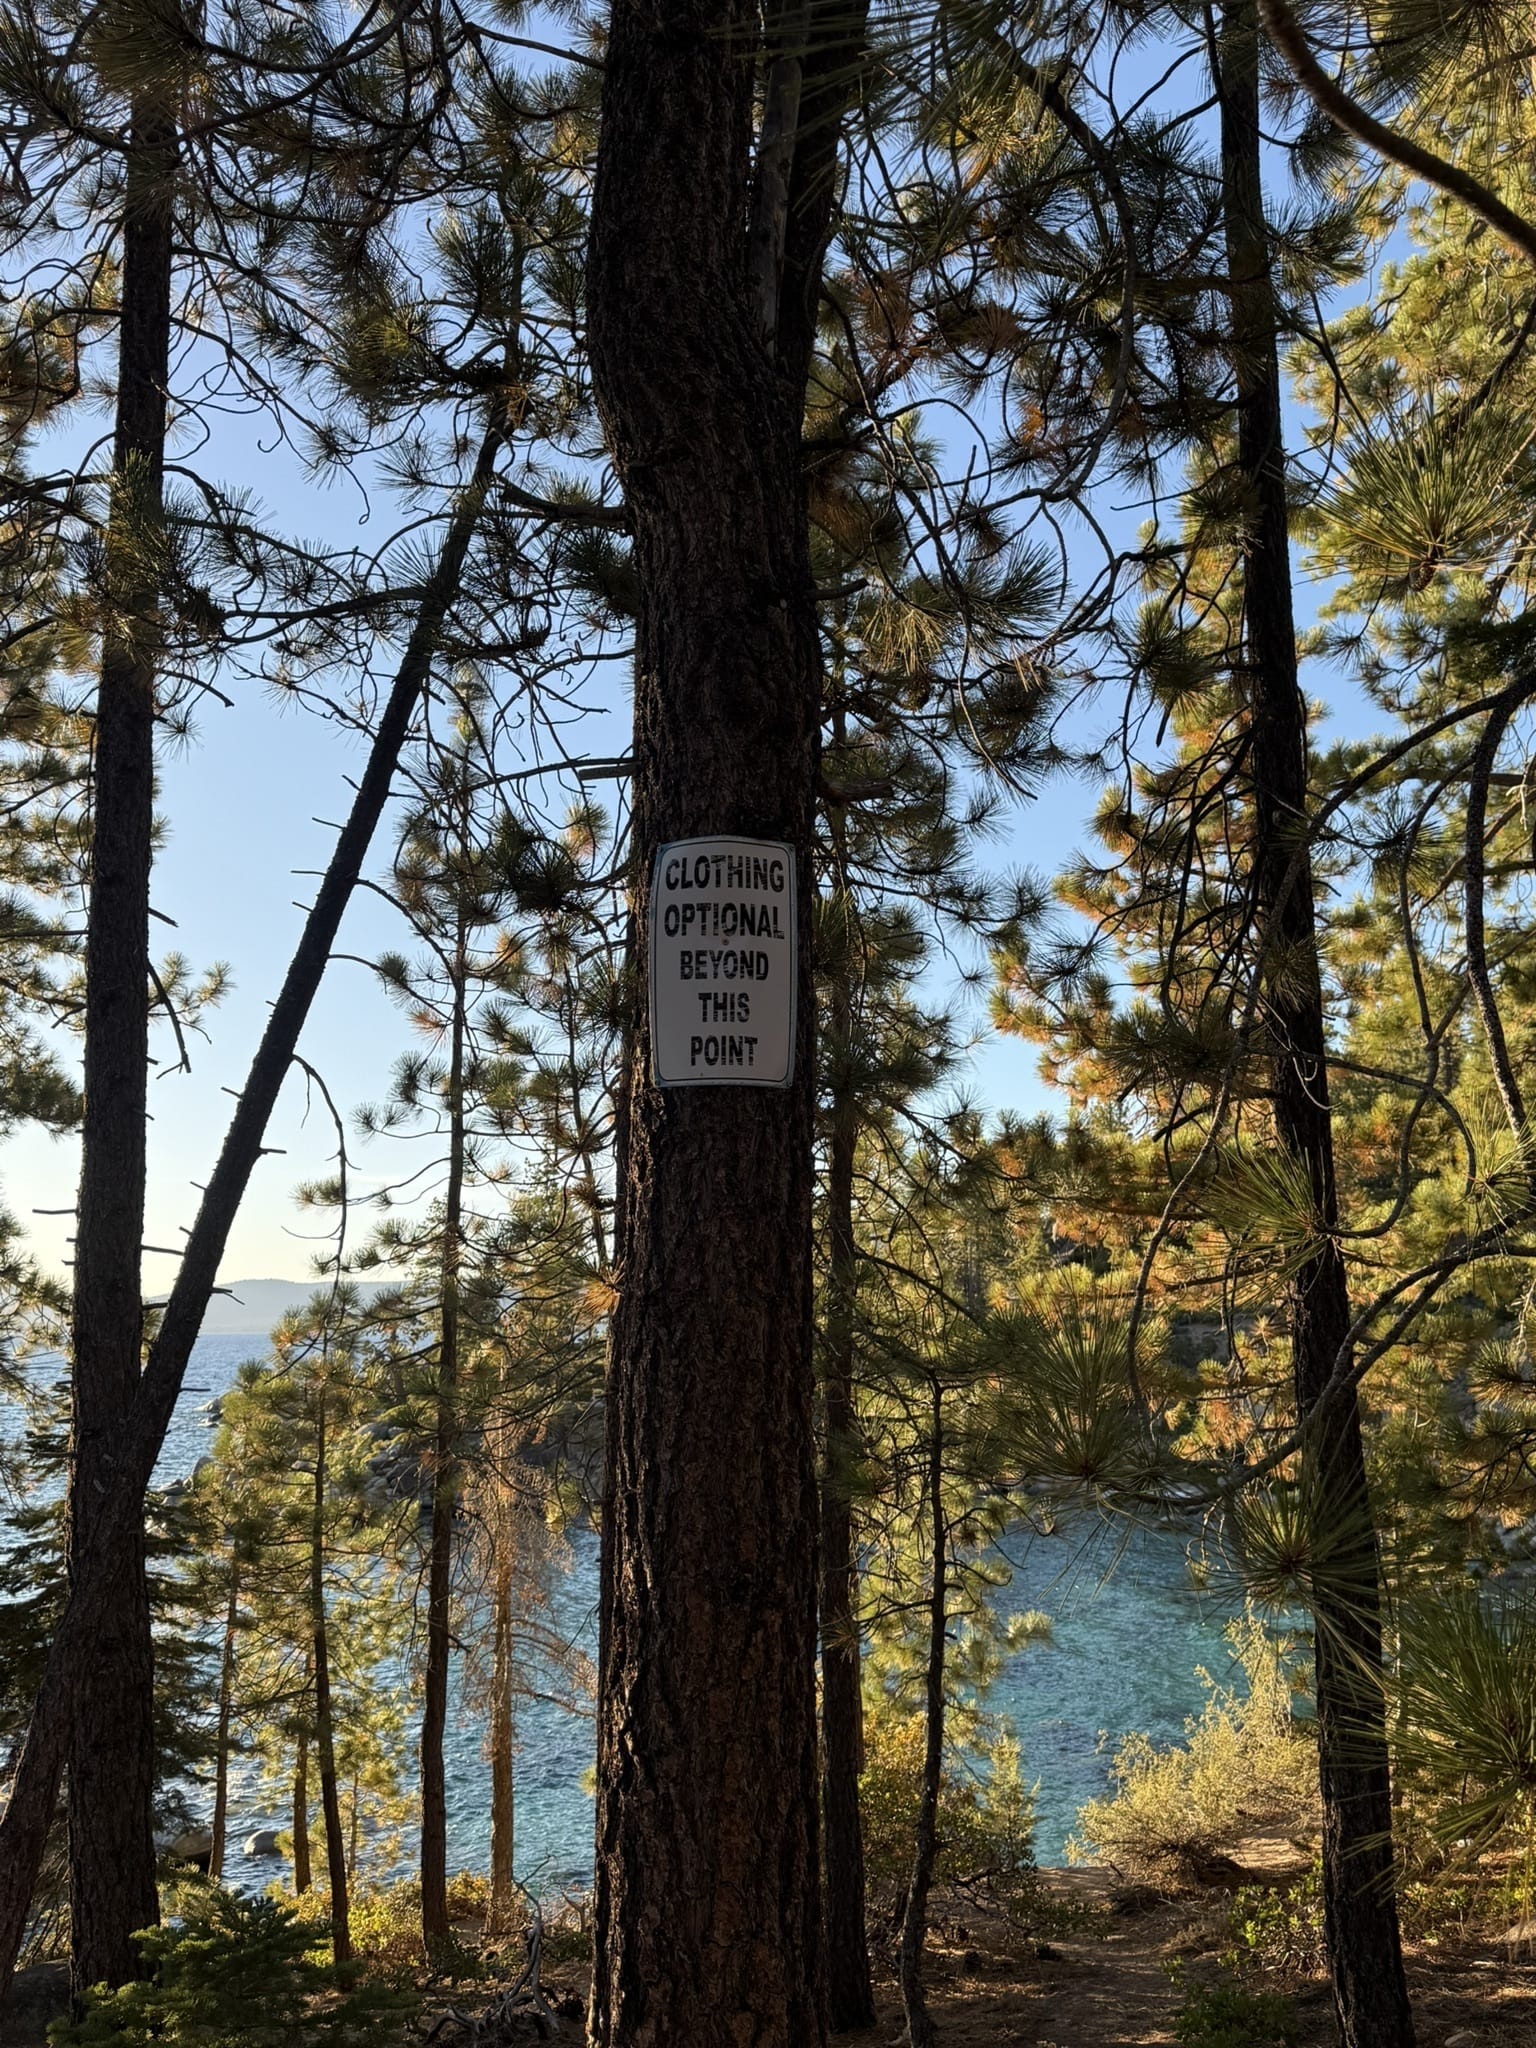 CLOTHING
OPTIONAL
BEYOND
THIS
POINT